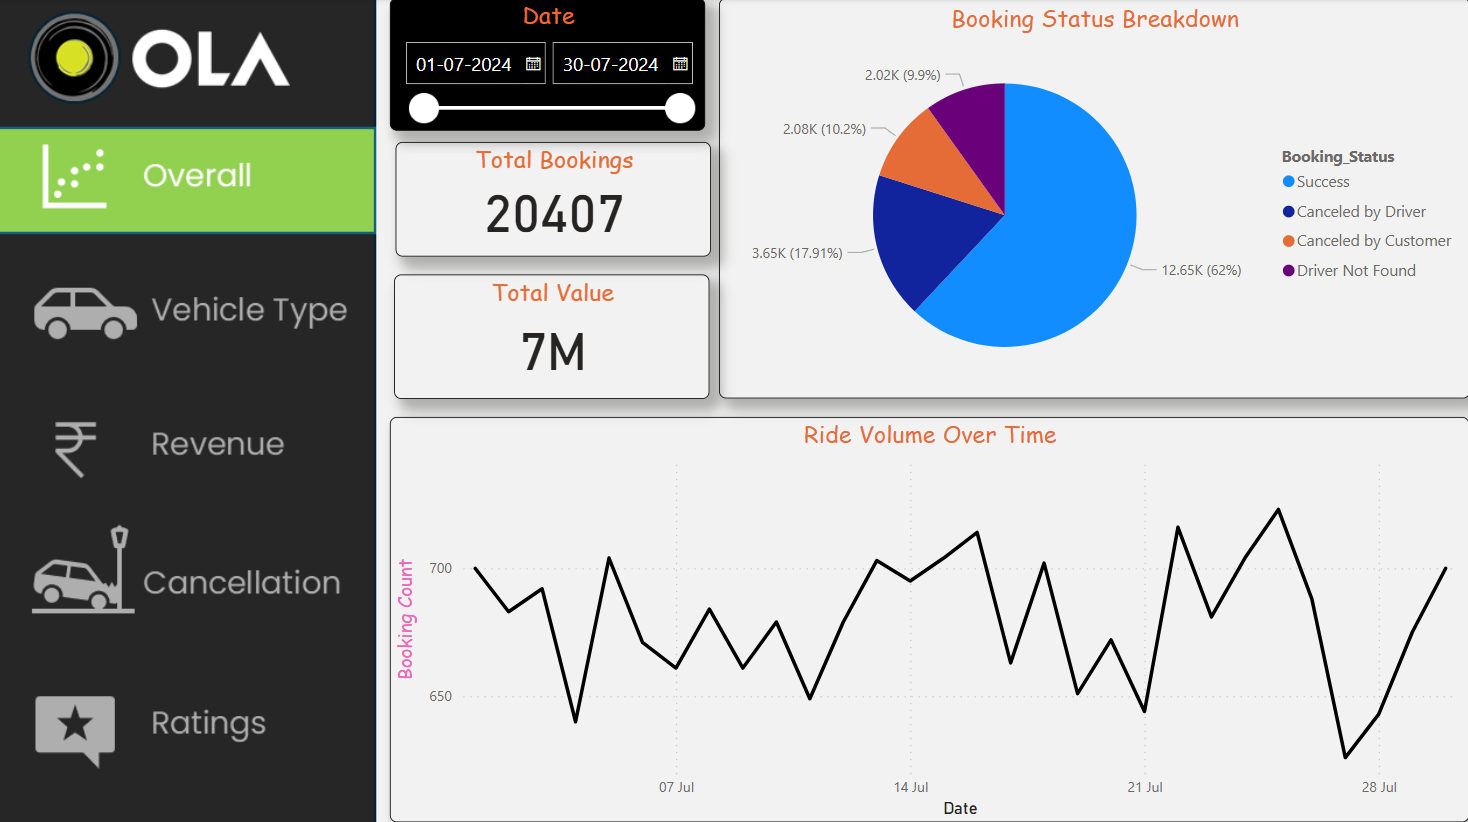 OLA
Overall
Vehicle Type
Revenue
Cancellation
Ratings
Date
01-07-2024
30-07-2024
Total Bookings
20407
Total Value
7M
Booking Status Breakdown
2.02K (9.9%)
2.08K (10.2%)
3.65K (17.91%)
12.65K (62%)
Booking_Status
Success
Canceled by Driver
Canceled by Customer
Driver Not Found
Ride Volume Over Time
Booking Count
700
650
07 Jul
14 Jul
21 Jul
28 Jul
Date